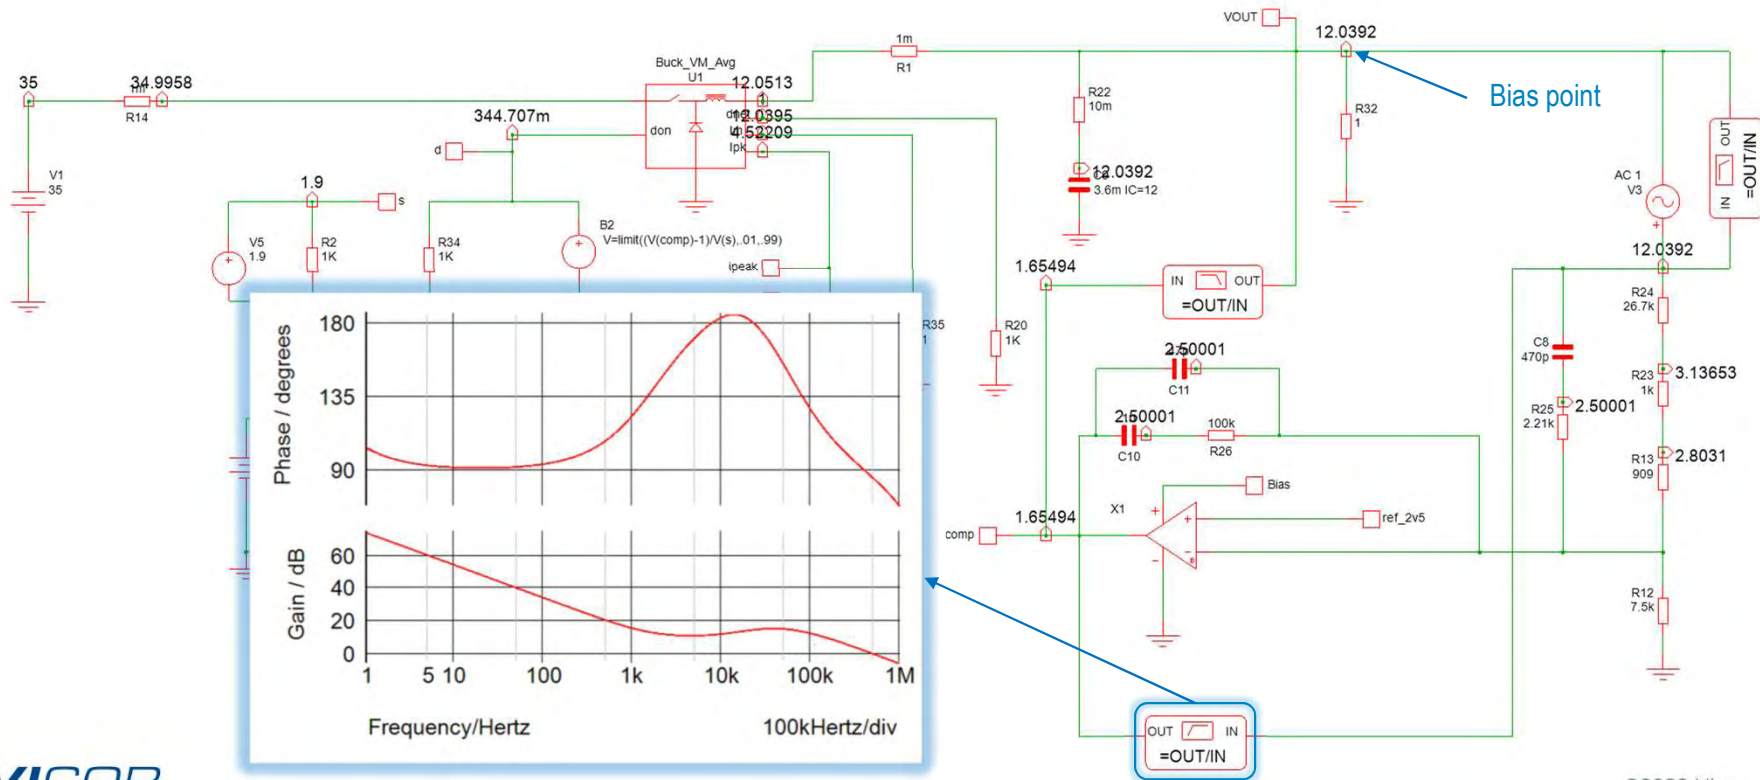 VOUT
12.0392
35
34.9958
R14
Buck_VM_Avg
U1
12.0513
12.0395
4.52209
don
Ipk
344.707m
d
1m
R1
R22
10m
12.0392
3.6m IC=12
R32
1
Bias point
OUT
IN
=OUT/IN
AC 1
V3
V1
35
1.9
s
V5
1.9
R2
1K
R34
1K
B2
V=limit((V(comp)-1)/V(s),.01,.99)
ipeak
1.65494
IN
OUT
=OUT/IN
12.0392
R24
26.7k
R35
1
R20
1K
2.50001
C11
C8
470p
R23
1k
3.13653
2.50001
C10
100k
R26
R25
2.21k
2.50001
R13
909
2.8031
Bias
X1
ref_2v5
comp
1.65494
R12
7.5k
OUT
IN
=OUT/IN
Phase / degrees
180
135
90
Gain / dB
60
40
20
0
1
5
10
100
1k
10k
100k
1M
Frequency/Hertz
100kHertz/div